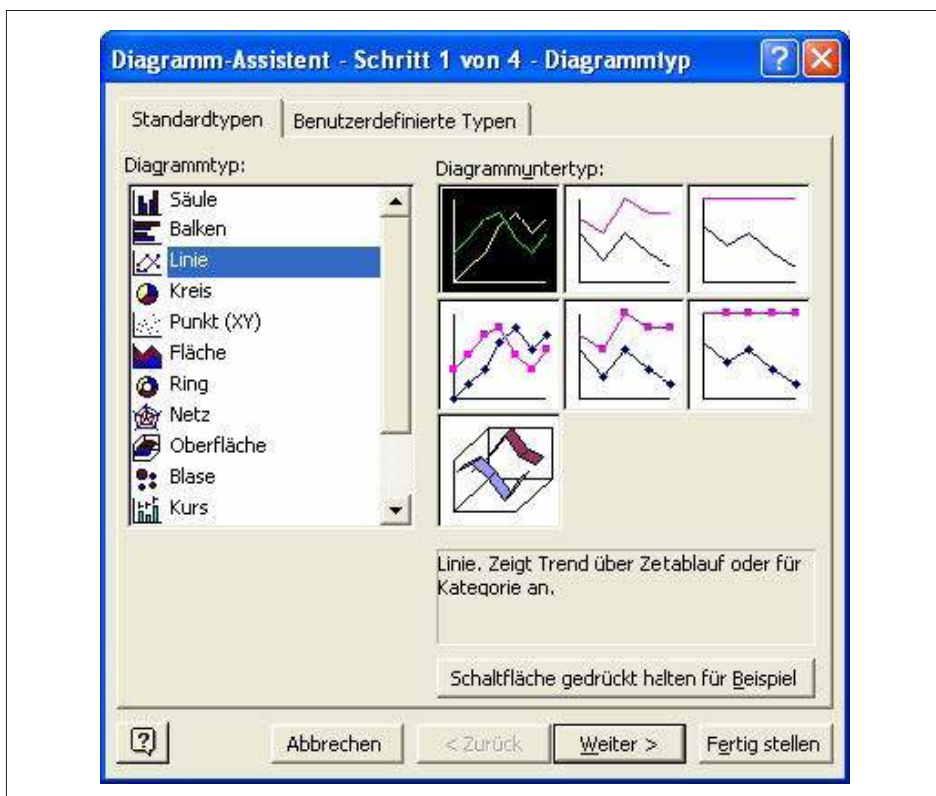 Diagramm-Assistent - Schritt 1 von 4 - Diagrammtyp
Standardtypen
Benutzerdefinierte Typen
Diagrammtyp:
Säule
Balken
Linie
Kreis
Punkt (XY)
Fläche
Ring
Netz
Oberfläche
Blase
Kurs
Diagrammuntertyp:
Linie. Zeigt Trend über Zetablauf oder für
Kategorie an.
Schaltfläche gedrückt halten für Beispiel
Abbrechen
< Zurück
Weiter >
Fertig stellen